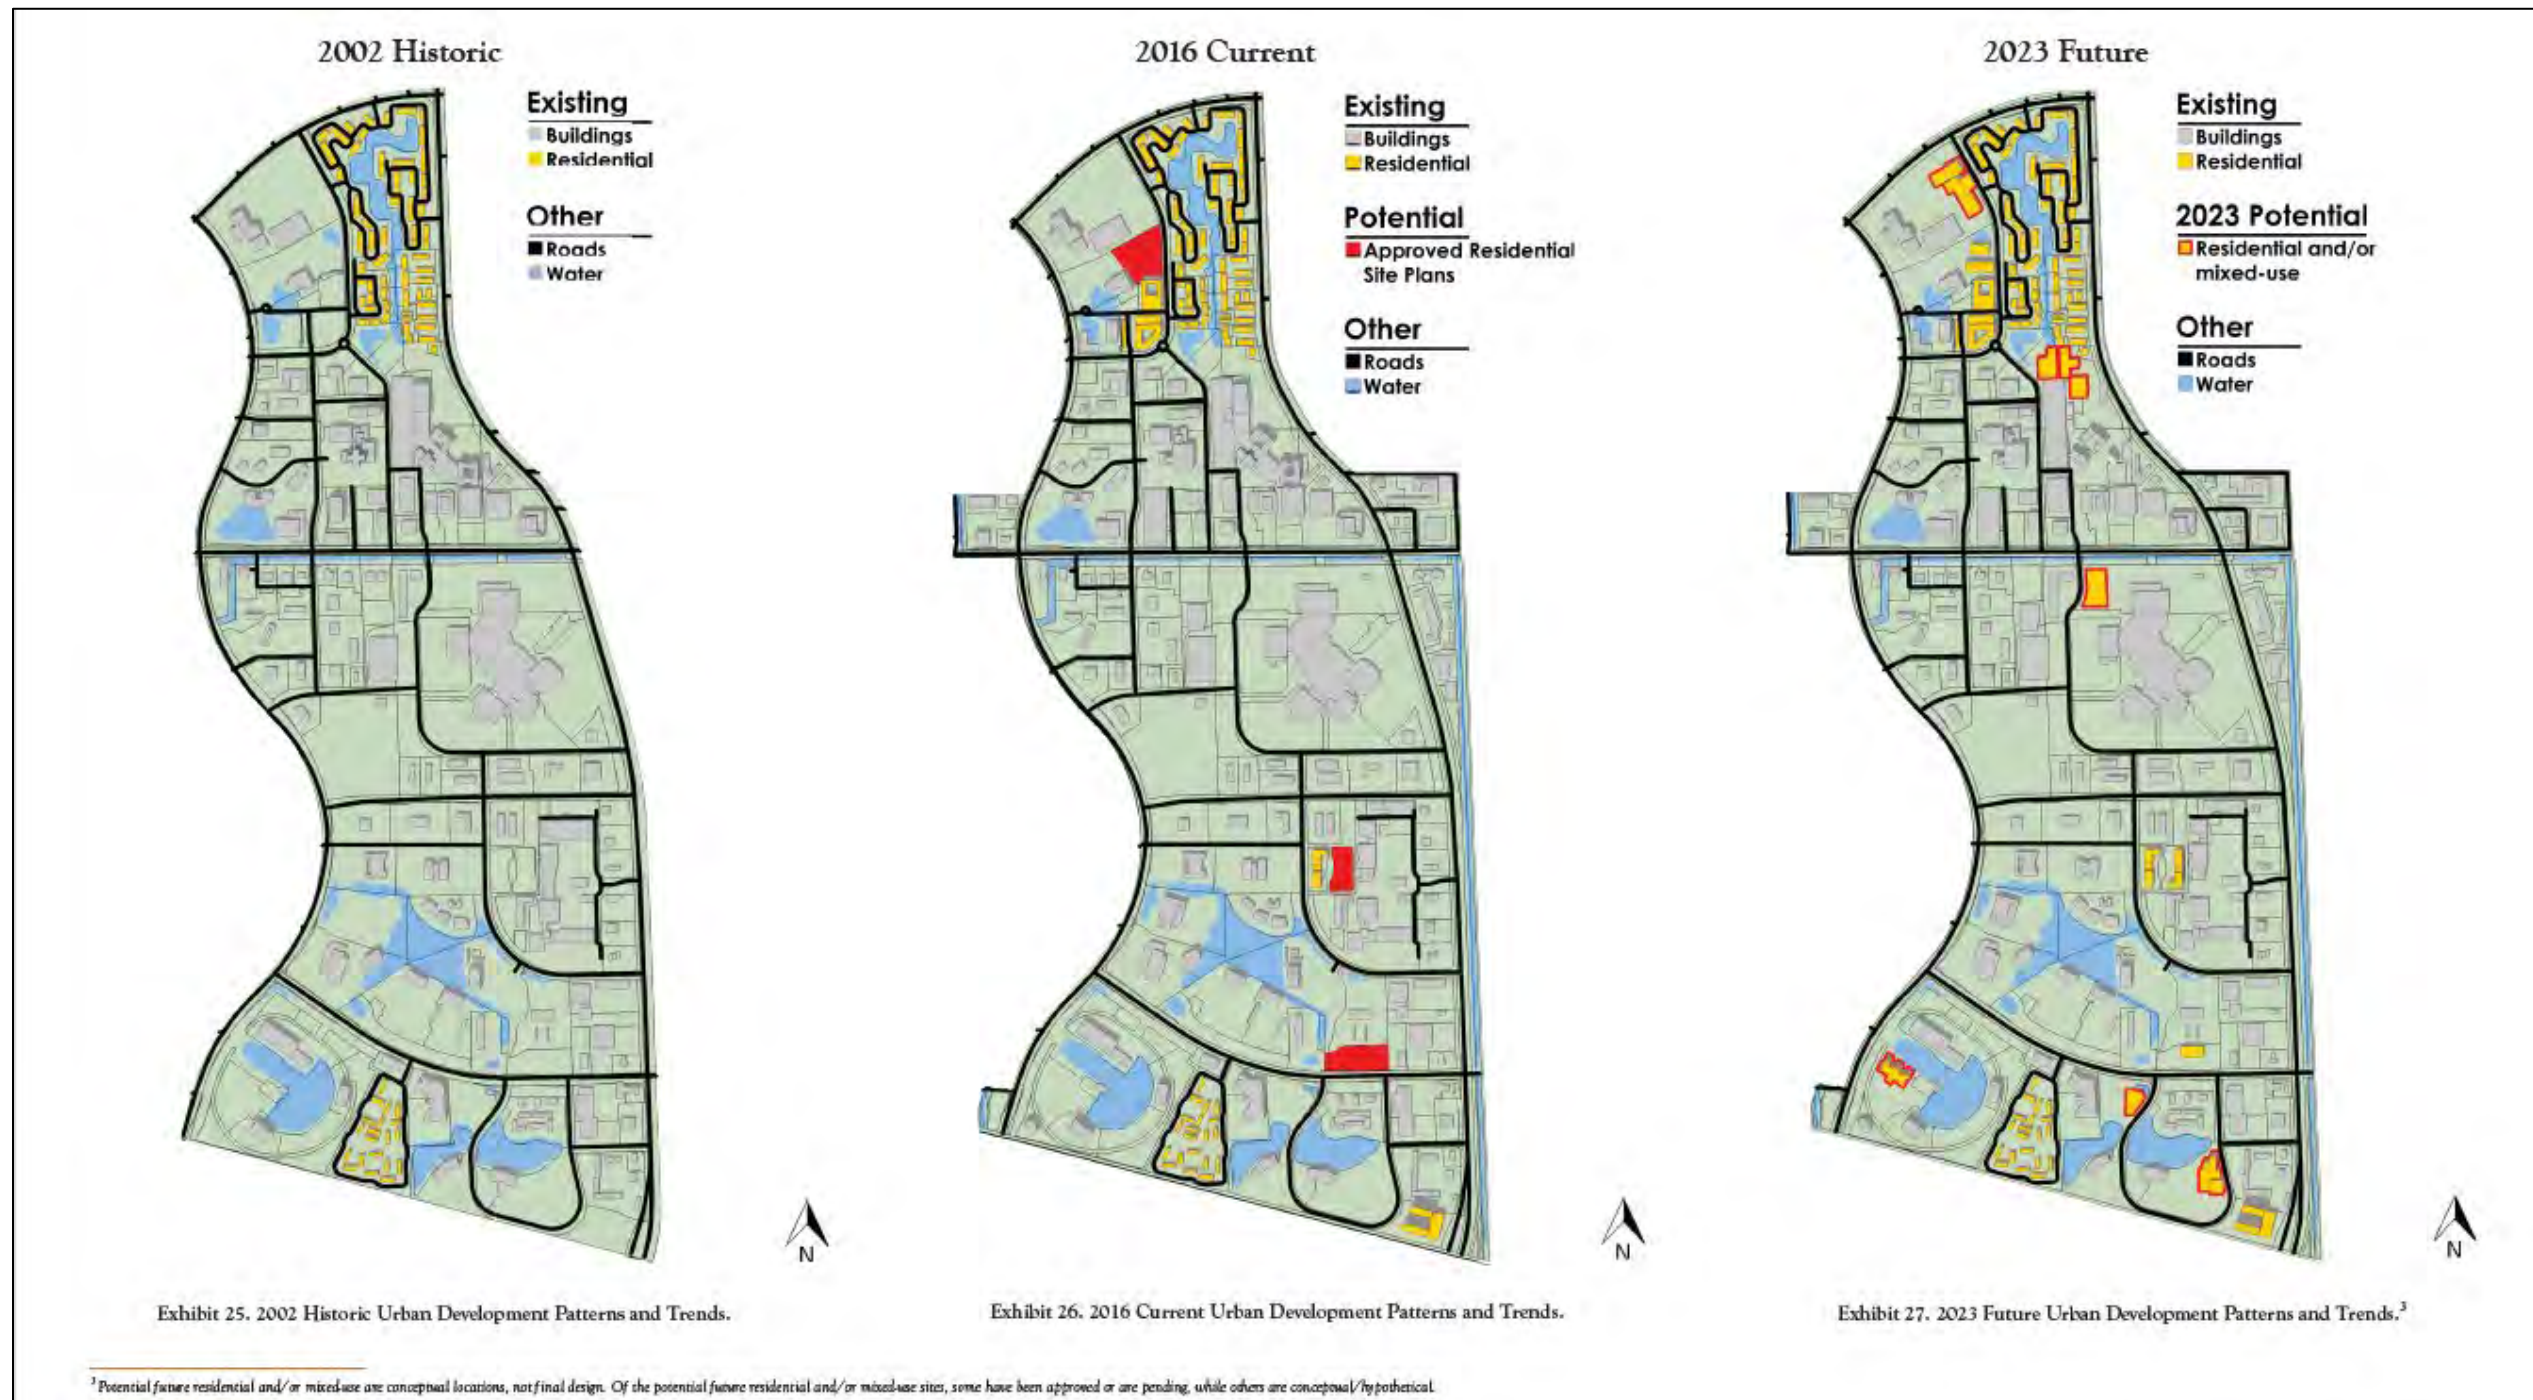 2002 Historic
Existing
Buildings
Residential
Other
Roads
Water
N
Exhibit 25. 2002 Historic Urban Development Patterns and Trends.
2016 Current
Existing
Buildings
Residential
Potential
Approved Residential
Site Plans
Other
Roads
Water
N
Exhibit 26. 2016 Current Urban Development Patterns and Trends.
2023 Future
Existing
Buildings
Residential
2023 Potential
Residential and/or
mixed-use
Other
Roads
Water
N
Exhibit 27. 2023 Future Urban Development Patterns and Trends.³
³ Potential future residential and/or mixed-use are conceptual locations, not final design. Of the potential future residential and/or mixed-use sites, some have been approved or are pending, while others are conceptual/hypothetical.